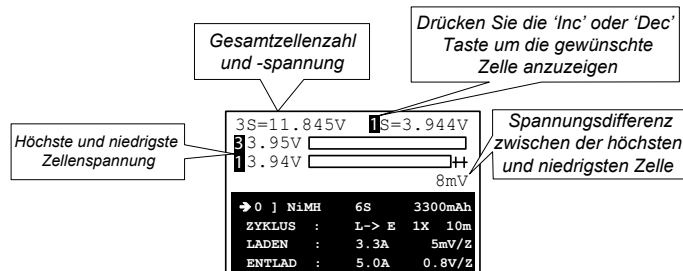 Drücken Sie die 'Inc' oder 'Dec'
Taste um die gewünschte
Zelle anzuzeigen
Gesamtzellenzahl
und -spannung
Höchste und niedrigste
Zellenspannung
Spannungsdifferenz
zwischen der höchsten
und niedrigsten Zelle
3S=11.845V 1S=3.944V
3 3.95V
1 3.94V
8mV
➔0 ] NiMH 6S 3300mAh
ZYKLUS : L-> E 1X 10m
LADEN : 3.3A 5mV/Z
ENTLAD : 5.0A 0.8V/Z